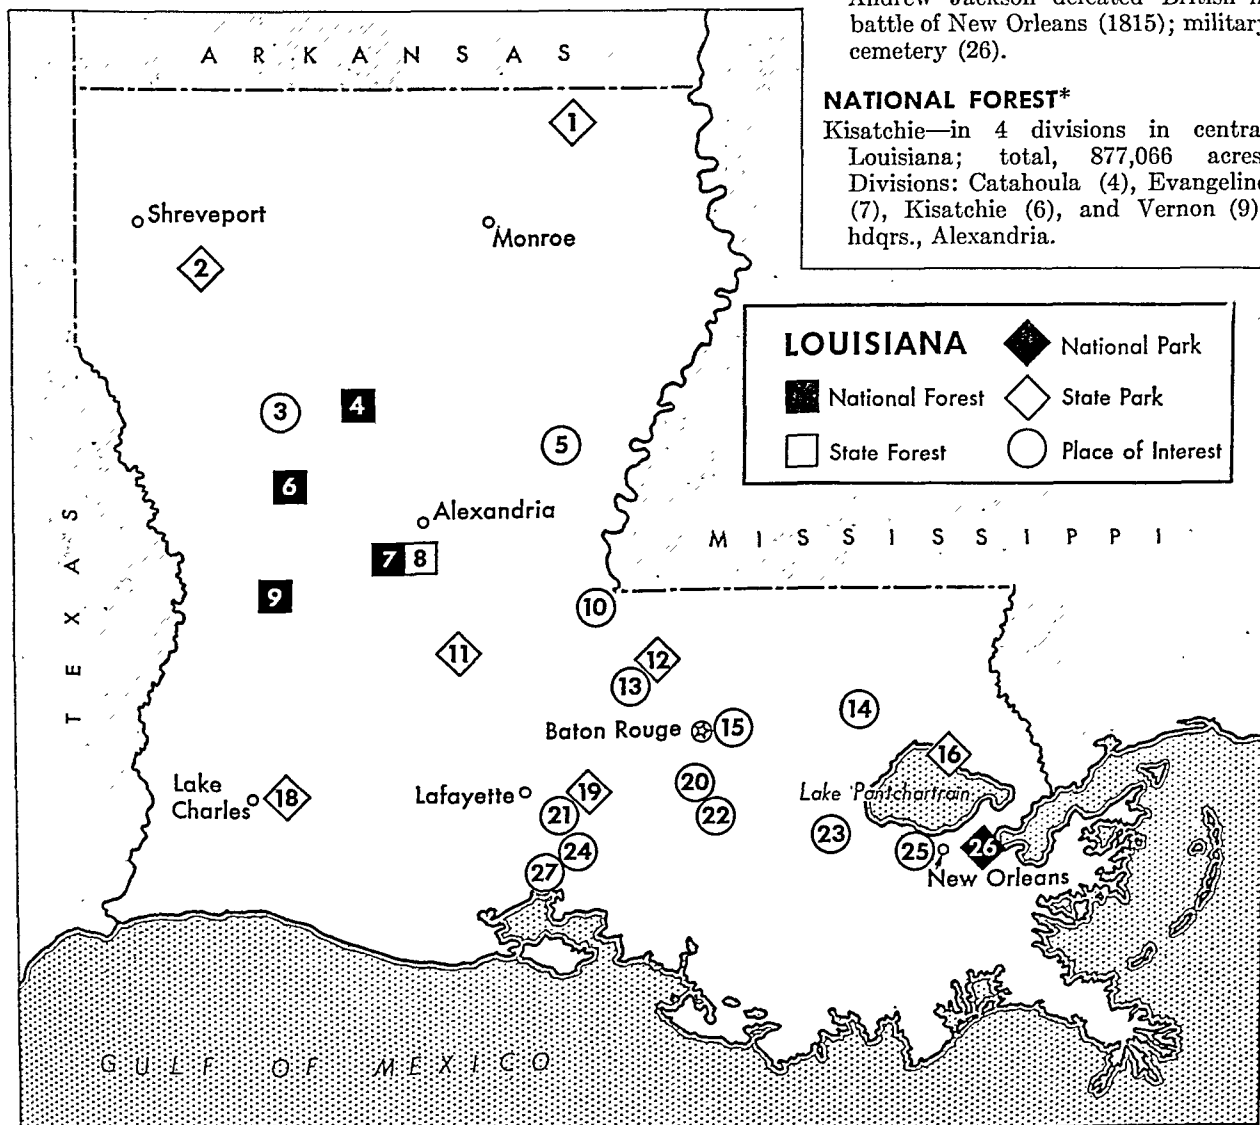 Andrew Jackson defeated British
battle of New Orleans (1815); military
cemetery (26).
NATIONAL FOREST*
Kisatchie—in 4 divisions in
Louisiana; total, 877,066 acres
Divisions: Catahoula (4), Evangeline
(7), Kisatchie (6), and Vernon (9)
hdqrs., Alexandria.
LOUISIANA
National Park
National Forest
State Park
State Forest
Place of Interest
ARKANSAS
1
Shreveport
Monroe
2
3
4
5
6
Alexandria
MISSISSIPPI
TEXAS
7
8
9
10
11
12
13
14
Baton Rouge
15
16
Lake
Charles
18
Lafayette
19
20
Lake Pontchartrain
21
22
23
24
25
26
27
New Orleans
GULF OF MEXICO